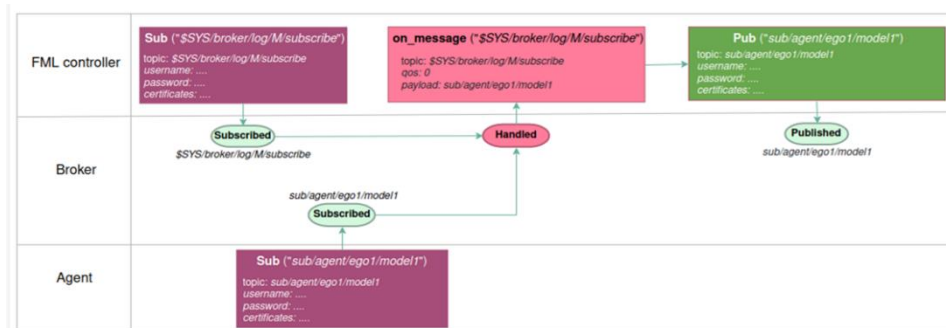 FML controller
Sub ("$SYS/broker/log/M/subscribe")
topic: $SYS/broker/log/M/subscribe
username: ....
password: ....
certificates: ....
on_message ("$SYS/broker/log/M/subscribe")
topic: $SYS/broker/log/M/subscribe
qos: 0
payload: sub/agent/ego1/model1
Pub ("sub/agent/ego1/model1")
topic: sub/agent/ego1/model1
username: ....
password: ....
certificates: ....
Broker
Subscribed
$SYS/broker/log/M/subscribe
Handled
Published
sub/agent/ego1/model1
sub/agent/ego1/model1
Subscribed
Agent
Sub ("sub/agent/ego1/model1")
topic: sub/agent/ego1/model1
username: ....
password: ....
certificates: ....